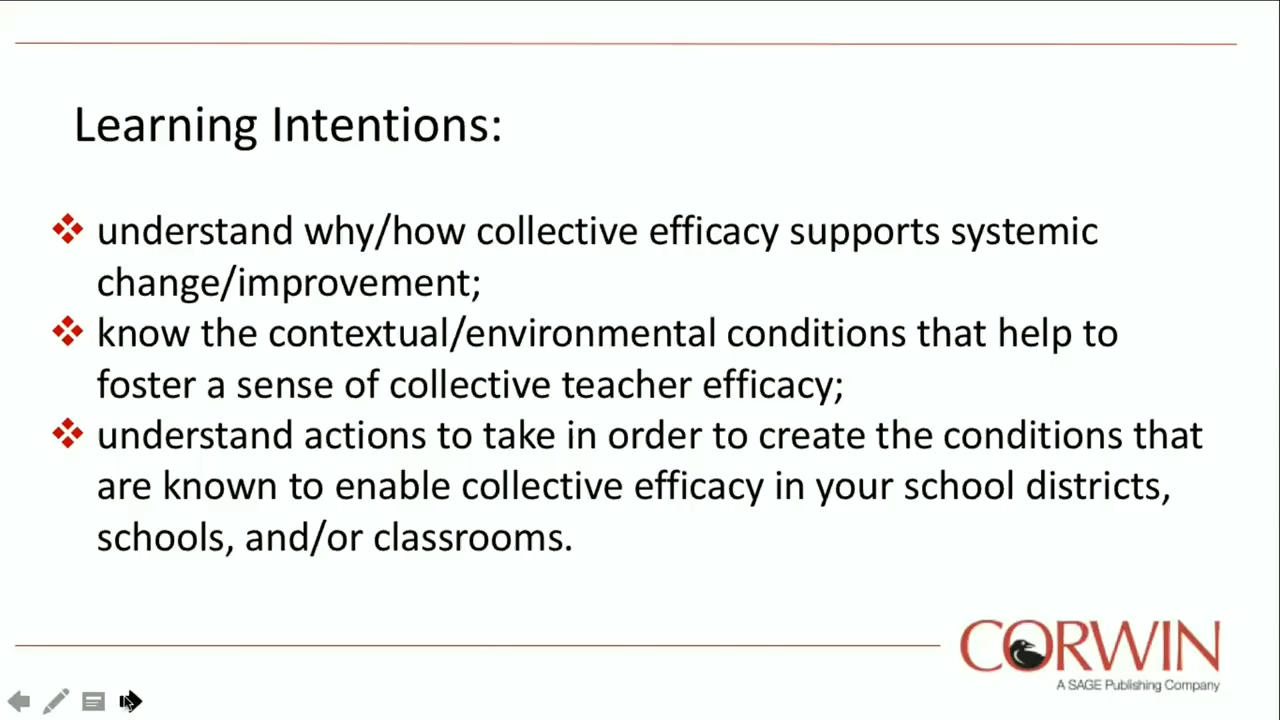 Learning Intentions:
understand why/how collective efficacy supports systemic
change/improvement;
know the contextual/environmental conditions that help to
foster a sense of collective teacher efficacy;
understand actions to take in order to create the conditions that
are known to enable collective efficacy in your school districts,
schools, and/or classrooms.
CORWIN
A SAGE Publishing Company